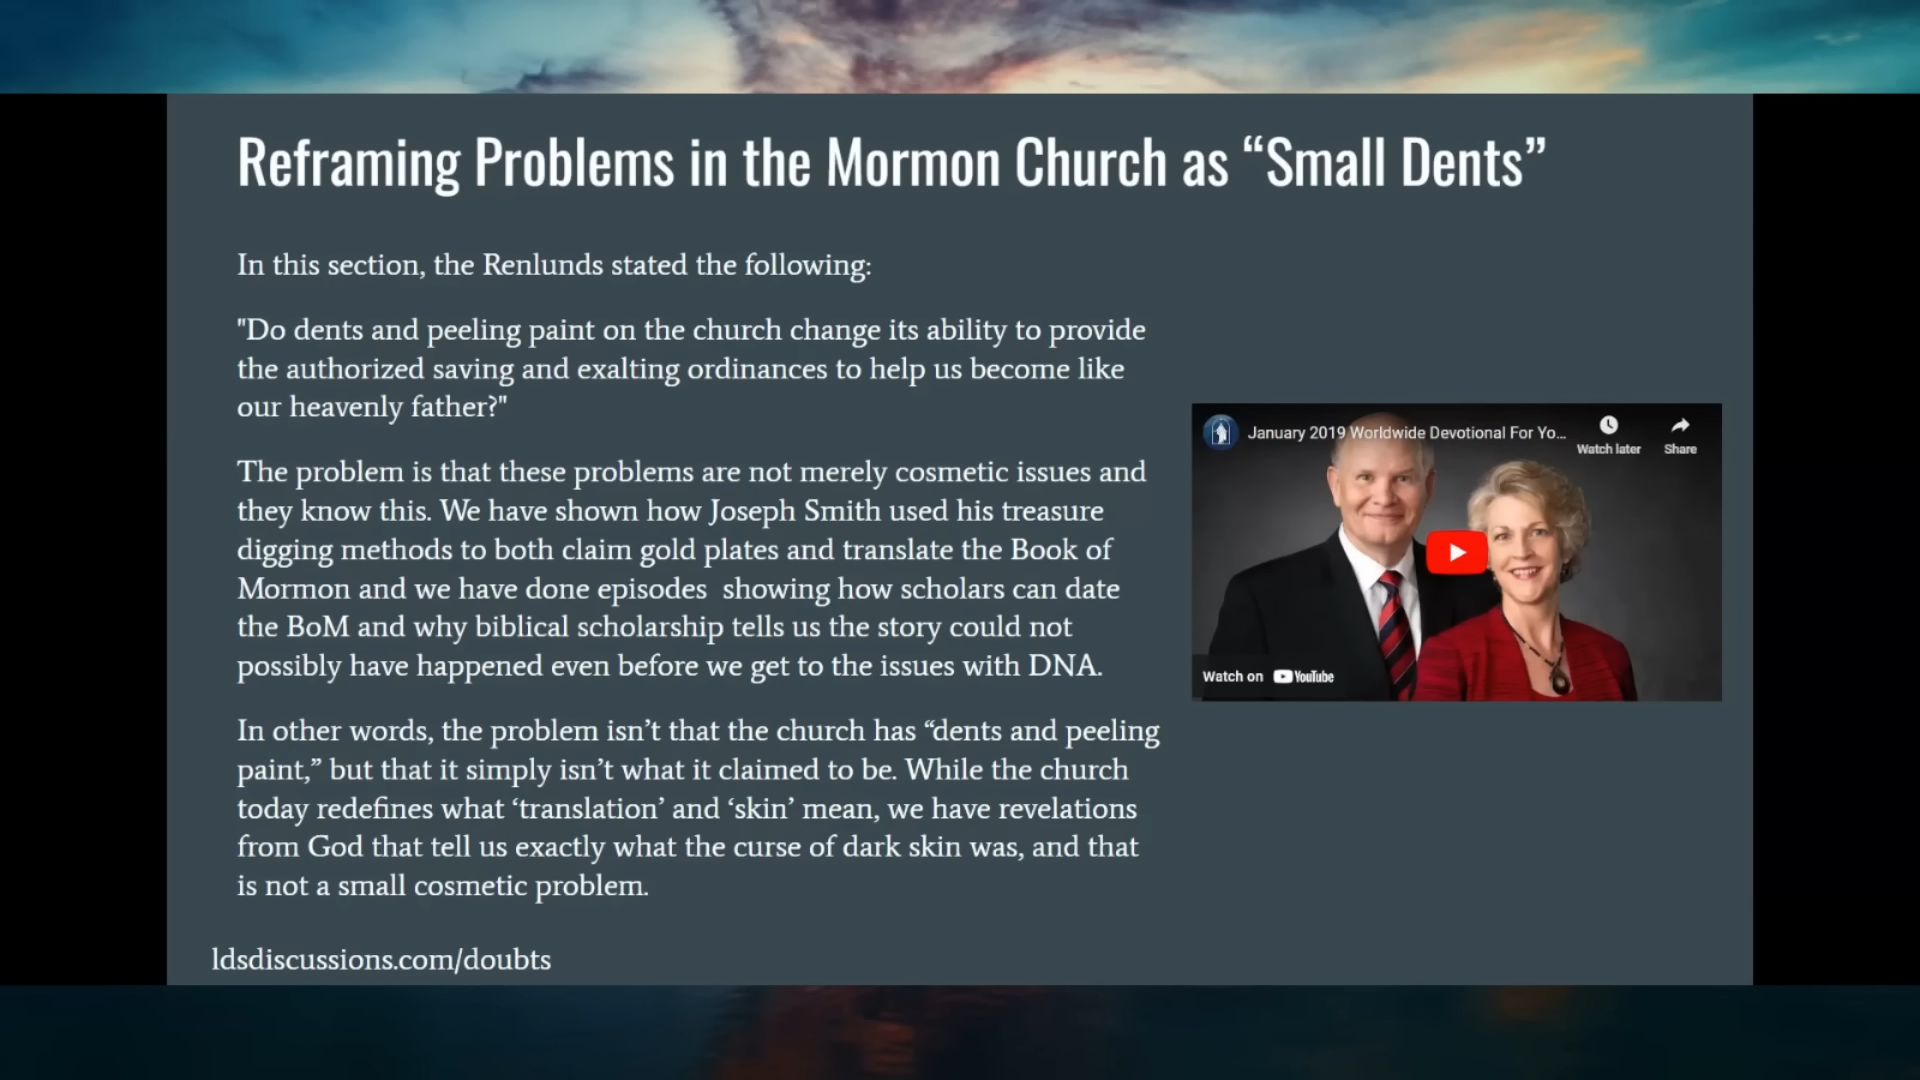 Reframing Problems in the Mormon Church as “Small Dents”
In this section, the Renlunds stated the following:
"Do dents and peeling paint on the church change its ability to provide
the authorized saving and exalting ordinances to help us become like
our heavenly father?"
The problem is that these problems are not merely cosmetic issues and
they know this. We have shown how Joseph Smith used his treasure
digging methods to both claim gold plates and translate the Book of
Mormon and we have done episodes  showing how scholars can date
the BoM and why biblical scholarship tells us the story could not
possibly have happened even before we get to the issues with DNA.
In other words, the problem isn’t that the church has “dents and peeling
paint,” but that it simply isn’t what it claimed to be. While the church
today redefines what ‘translation’ and ‘skin’ mean, we have revelations
from God that tell us exactly what the curse of dark skin was, and that
is not a small cosmetic problem.
ldsdiscussions.com/doubts
January 2019 Worldwide Devotional For Yo...
Watch later
Share
Watch on YouTube